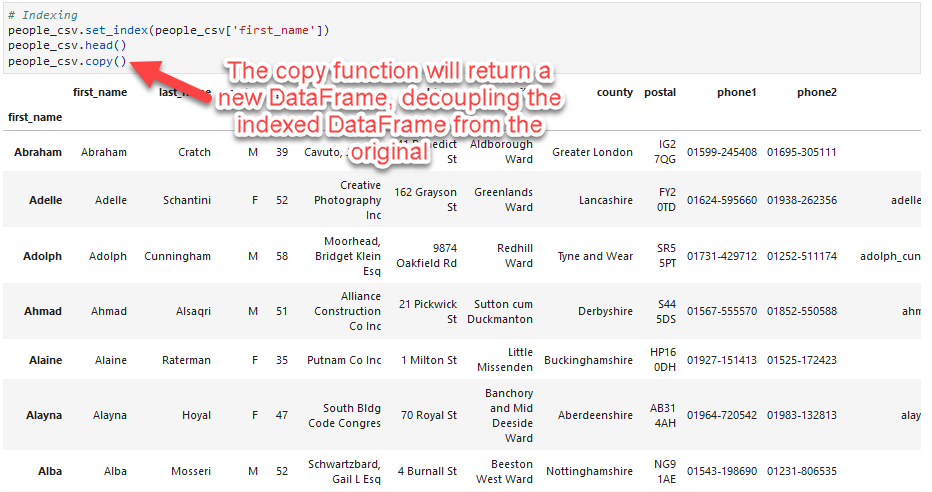 # Indexing
people_csv.set_index(people_csv['first_name'])
people_csv.head()
people_csv.copy()
The copy function will return a
new DataFrame, decoupling the
indexed DataFrame from the
original
first_name county postal phone1 phone2
first_name
Aldborough IG2
Abraham Abraham Cratch M 39 Cavuto, Greater London 01599-245408 01695-305111
St Ward 7QG
Creative
Photography
Inc
Adelle Adelle Schantini F 52 162 Grayson
St
Greenlands
Ward
Lancashire FY2
0TD
01624-595660 01938-262356 adelle
Moorhead,
Bridget Klein
Esq
Adolph Adolph Cunningham M 58 9874
Oakfield Rd
Redhill
Ward
Tyne and Wear SR5
5PT
01731-429712 01252-511174 adolph_cun
Alliance
Construction
Co Inc
Ahmad Ahmad Alsaqri M 51 21 Pickwick
St
Sutton cum
Duckmanton
Derbyshire S44
5DS
01567-555570 01852-550588 ahm
Alaine Alaine Raterman F 35 Putnam Co Inc 1 Milton St Little
Missenden
Buckinghamshire HP16
0DH
01927-151413 01525-172423
Alayna Alayna Hoyal F 47 South Bldg
Code Congres
70 Royal St Banchory
and Mid
Deeside
Ward
Aberdeenshire AB31
4AH
01964-720542 01983-132813 alay
Alba Alba Mosseri M 52 Schwartzbard,
Gail L Esq
4 Burnall St Beeston
West Ward
Nottinghamshire NG9
1AE
01543-198690 01231-806535